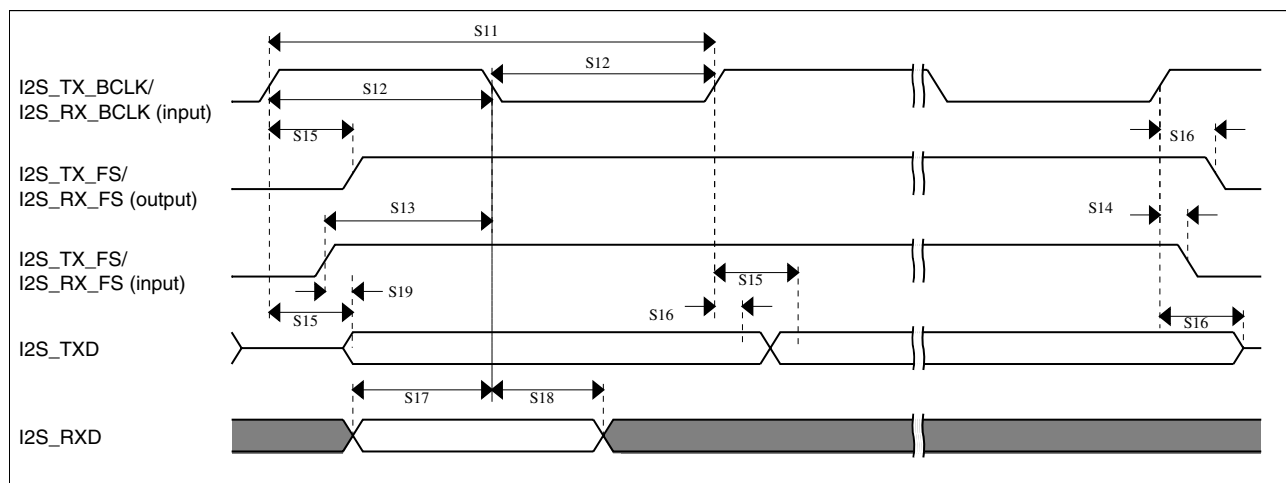 S11
I2S_TX_BCLK/
I2S_RX_BCLK (input)
S12
S12
S15
S16
I2S_TX_FS/
I2S_RX_FS (output)
S13
S14
I2S_TX_FS/
I2S_RX_FS (input)
S15
S19
S15
S16
S16
I2S_TXD
S17
S18
I2S_RXD